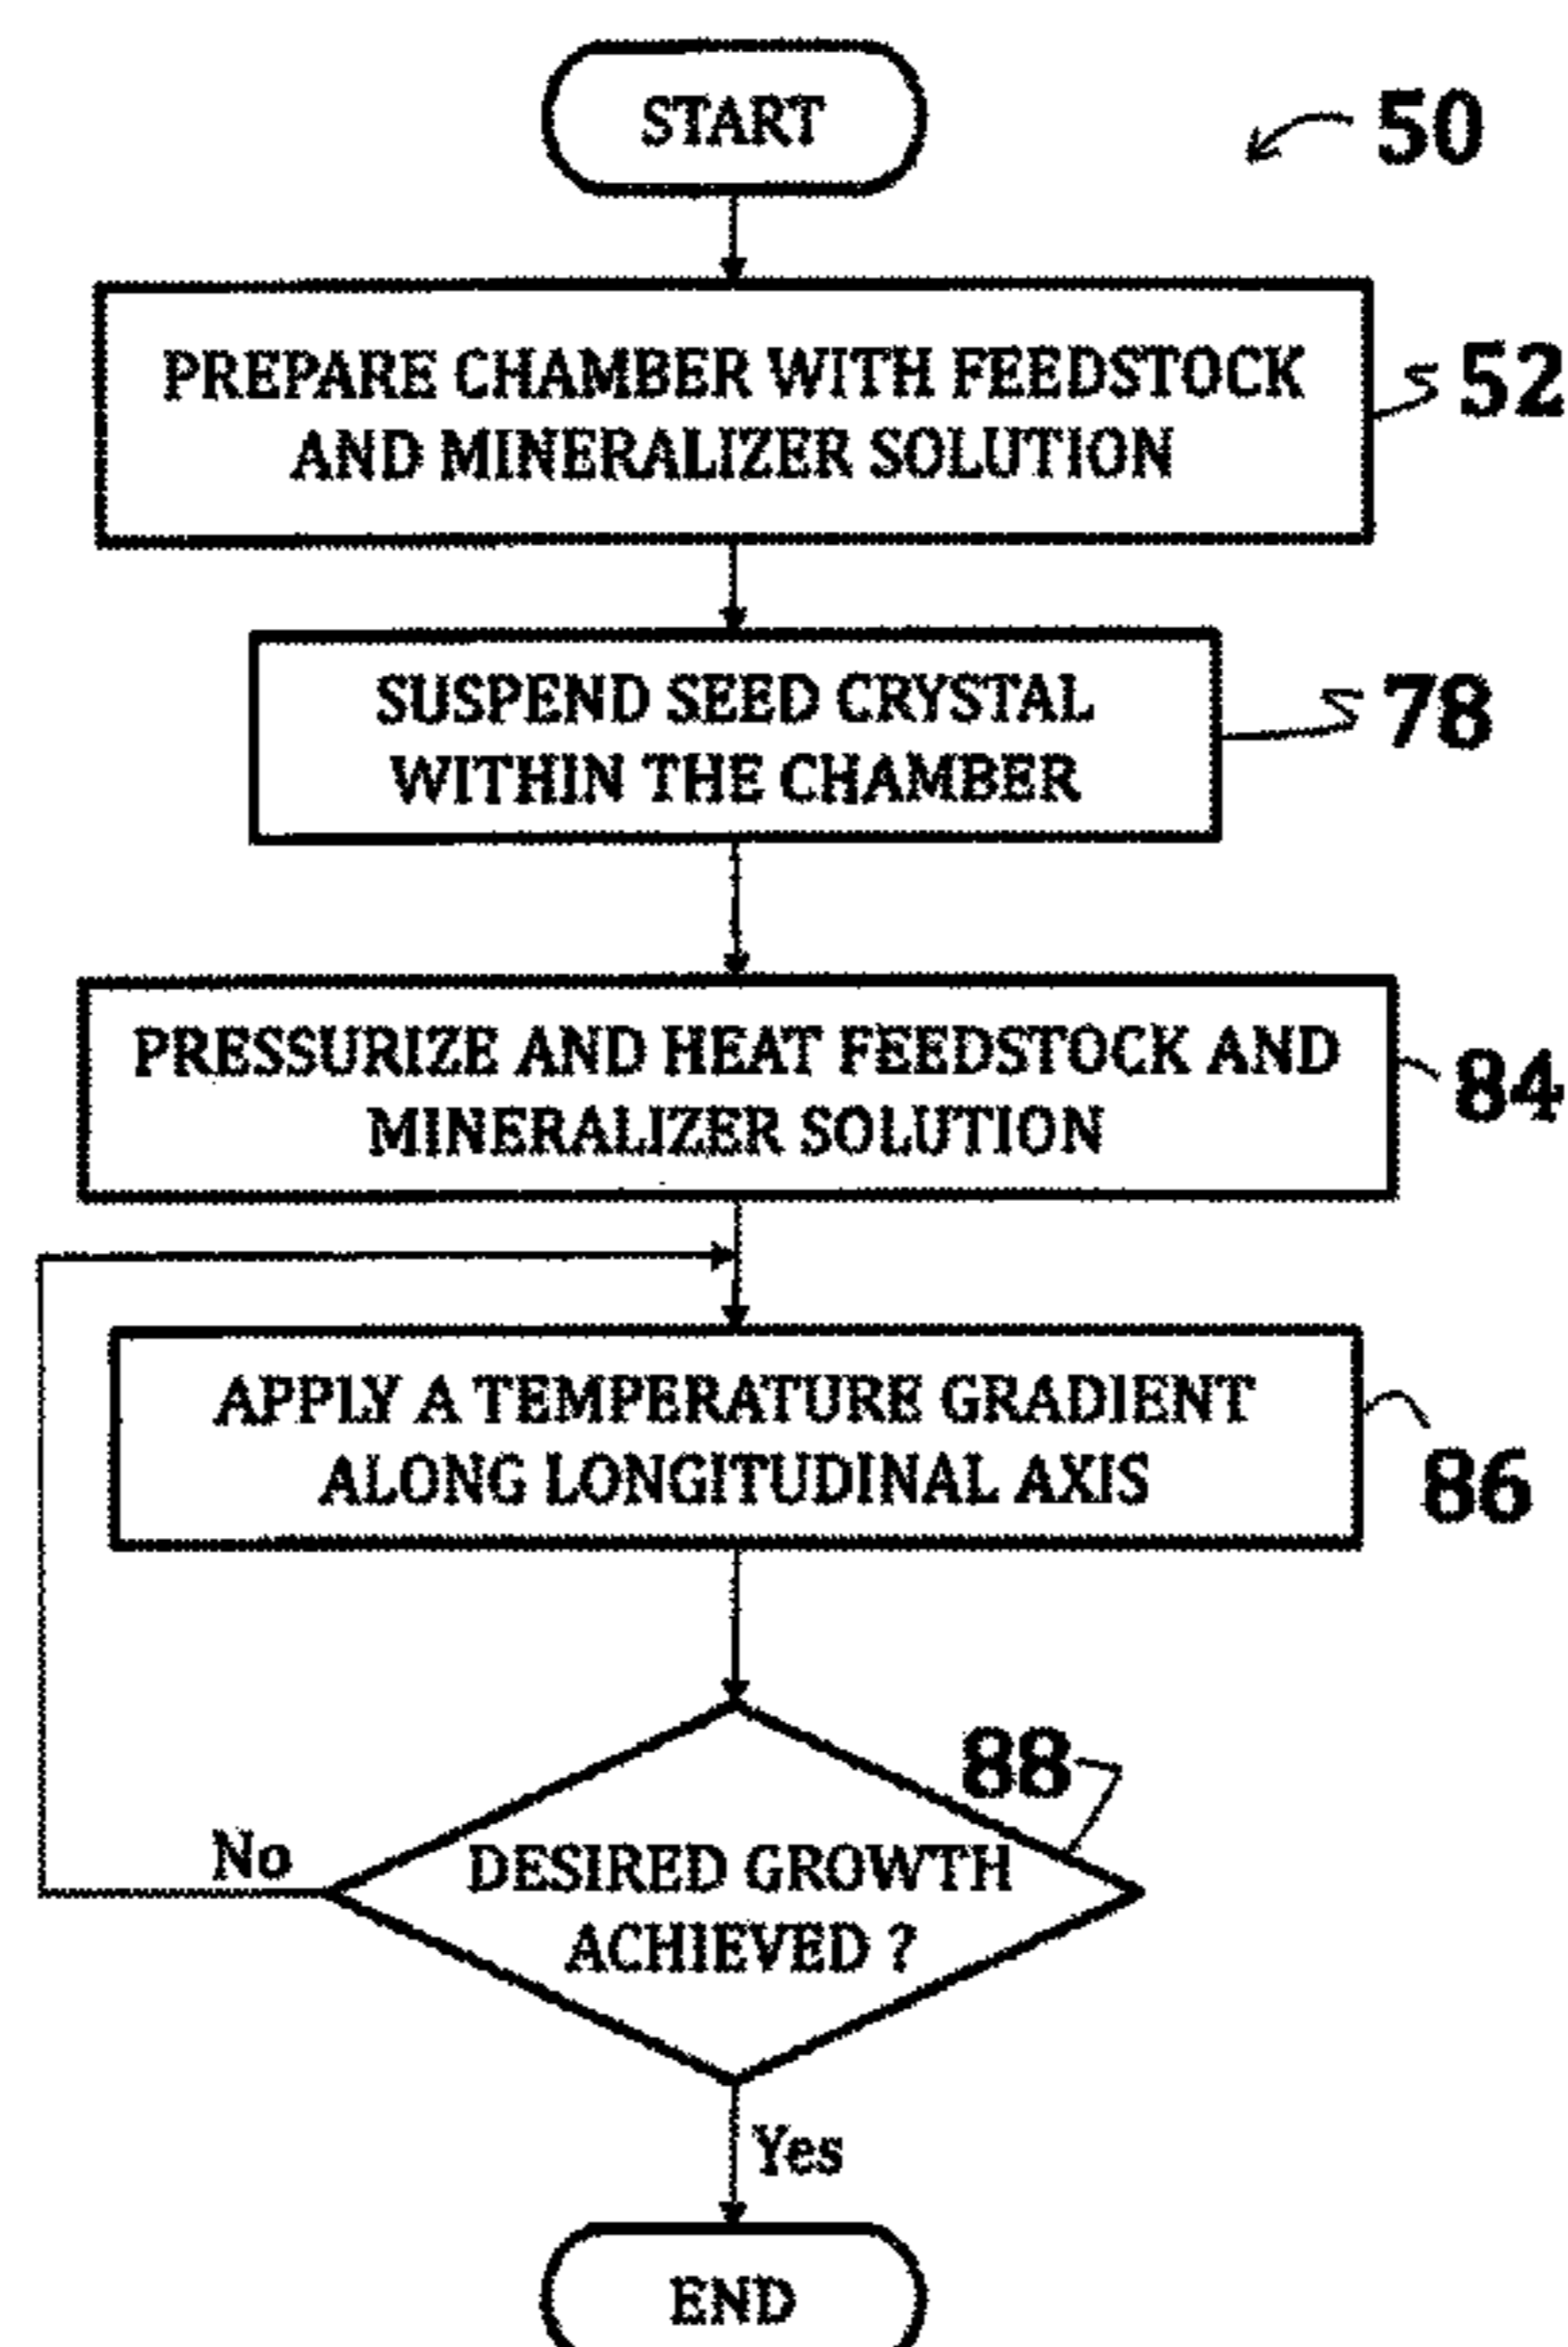 START
50
PREPARE CHAMBER WITH FEEDSTOCK
AND MINERALIZER SOLUTION
52
SUSPEND SEED CRYSTAL
WITHIN THE CHAMBER
78
PRESSURIZE AND HEAT FEEDSTOCK AND
MINERALIZER SOLUTION
84
APPLY A TEMPERATURE GRADIENT
ALONG LONGITUDINAL AXIS
86
88
No
DESIRED GROWTH
ACHIEVED ?
Yes
END